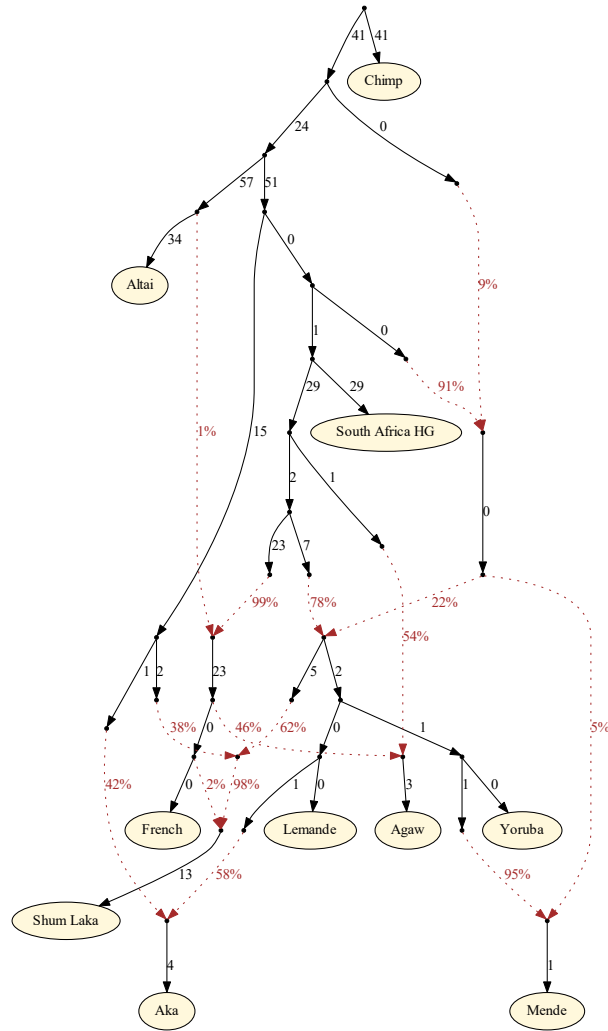 41 41
Chimp
24 0
57 51
34 0
Altai
9%
1 0
91%
1% 15 29 29
South Africa HG
2 1
0
23 7
99% 78% 22%
54%
5%
1 2 23 5 2
38% 46% 62% 0 1
0
42% 0 2% 98% 1 0 3 1 0
French Lemande Agaw Yoruba
13 58% 95%
Shum Laka
4 1
Aka Mende